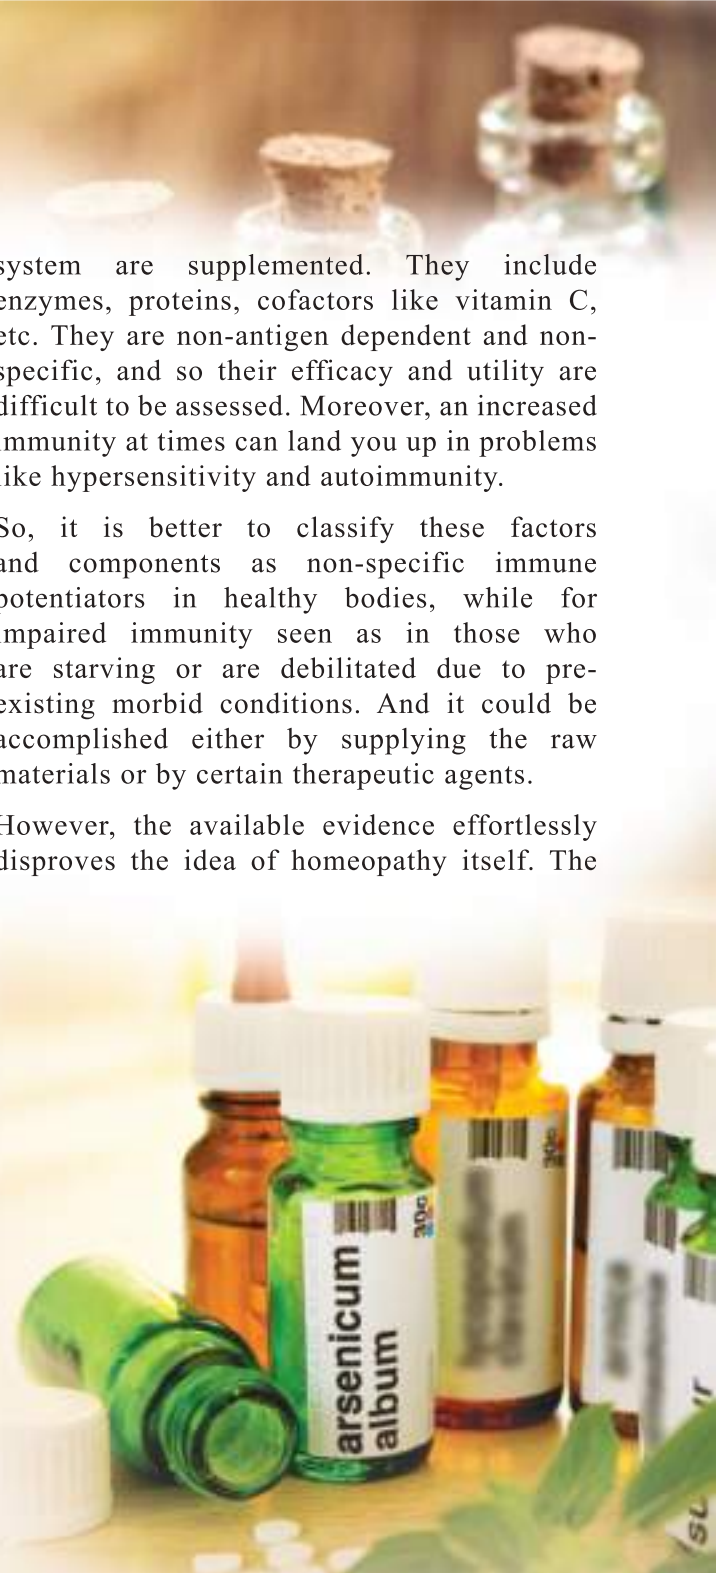 system are supplemented. They include
enzymes, proteins, cofactors like vitamin C,
etc. They are non-antigen dependent and non-
specific, and so their efficacy and utility are
difficult to be assessed. Moreover, an increased
immunity at times can land you up in problems
like hypersensitivity and autoimmunity.
So, it is better to classify these factors
and components as non-specific immune
potentiators in healthy bodies, while for
impaired immunity seen as in those who
are starving or are debilitated due to pre-
existing morbid conditions. And it could be
accomplished either by supplying the raw
materials or by certain therapeutic agents.
However, the available evidence effortlessly
disproves the idea of homeopathy itself. The
30c
arsenicum
album